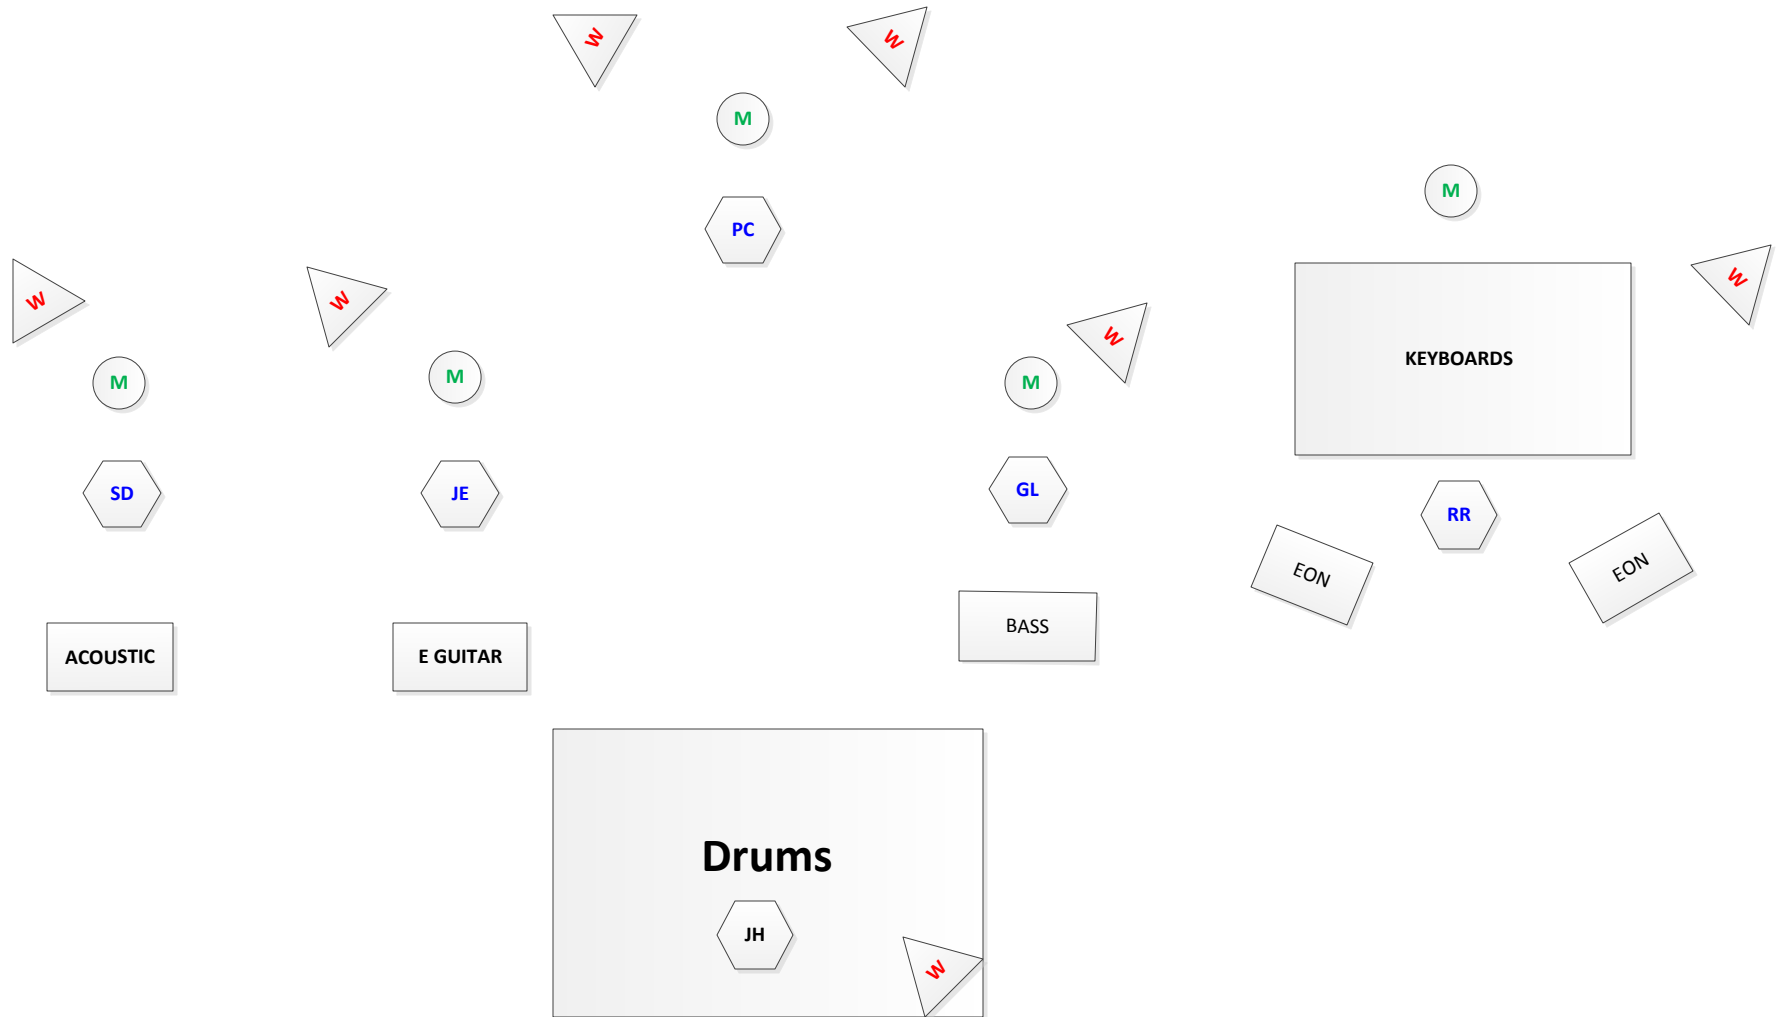 W
W
M
M
PC
W
W
W
W
KEYBOARDS
M
M
M
SD
JE
GL
RR
EON
EON
BASS
ACOUSTIC
E GUITAR
Drums
JH
W